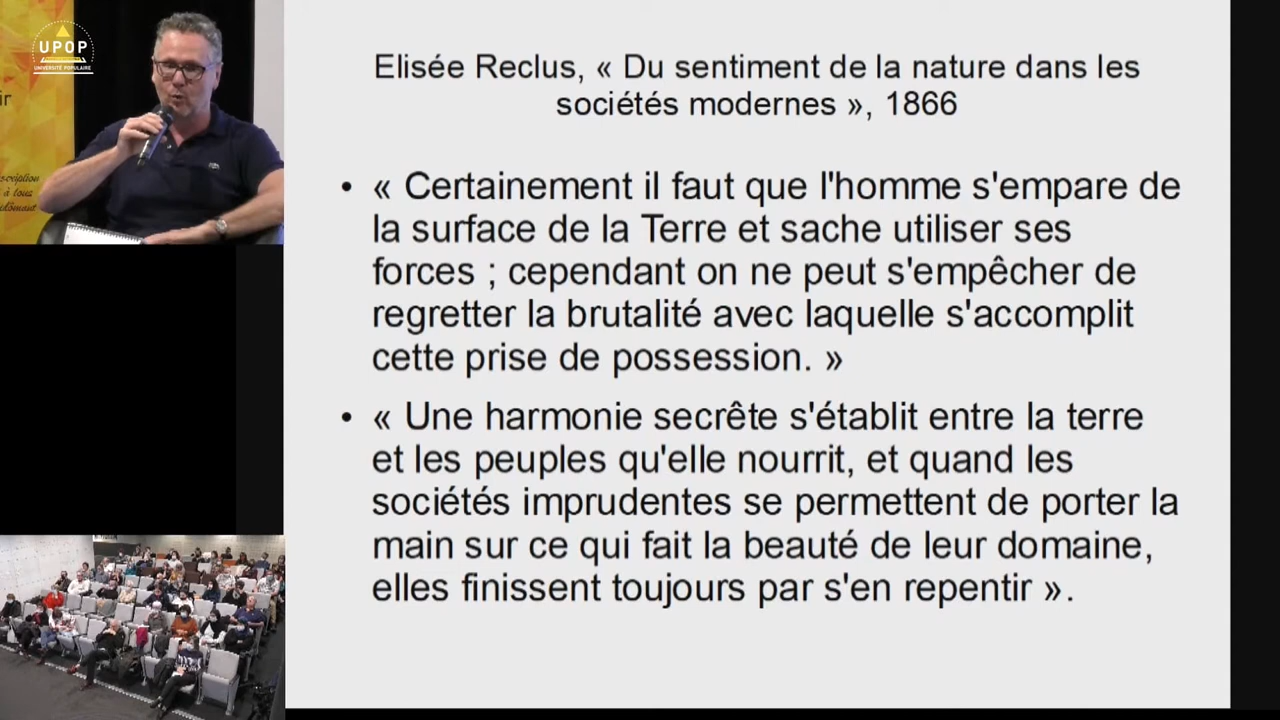 UPOP
UNIVERSITÉ POPULAIRE
ir
à tous
Elisée Reclus, « Du sentiment de la nature dans les
sociétés modernes », 1866
• « Certainement il faut que l'homme s'empare de
la surface de la Terre et sache utiliser ses
forces ; cependant on ne peut s'empêcher de
regretter la brutalité avec laquelle s'accomplit
cette prise de possession. »
• « Une harmonie secrête s'établit entre la terre
et les peuples qu'elle nourrit, et quand les
sociétés imprudentes se permettent de porter la
main sur ce qui fait la beauté de leur domaine,
elles finissent toujours par s'en repentir ».